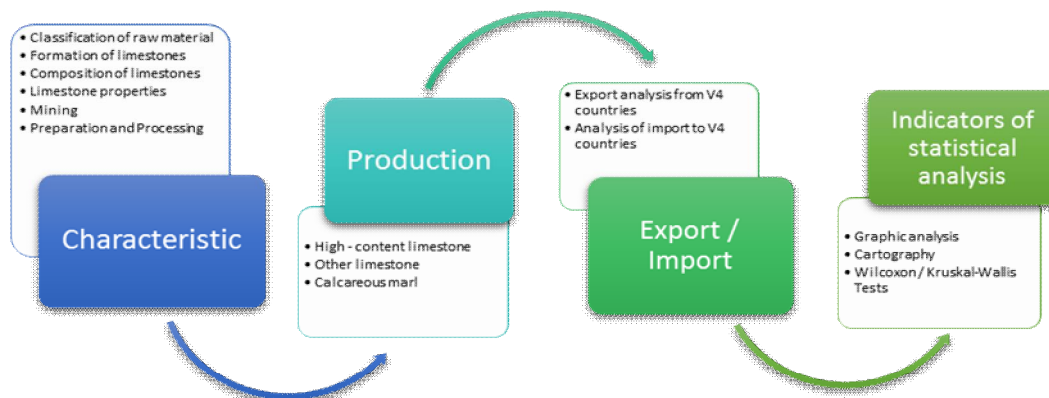 • Classification of raw material
• Formation of limestones
• Composition of limestones
• Limestone properties
• Mining
• Preparation and Processing
Characteristic
Production
• High - content limestone
• Other limestone
• Calcareous marl
• Export analysis from V4
countries
• Analysis of import to V4
countries
Export /
Import
Indicators of
statistical
analysis
• Graphic analysis
• Cartography
• Wilcoxon / Kruskal-Wallis
Tests